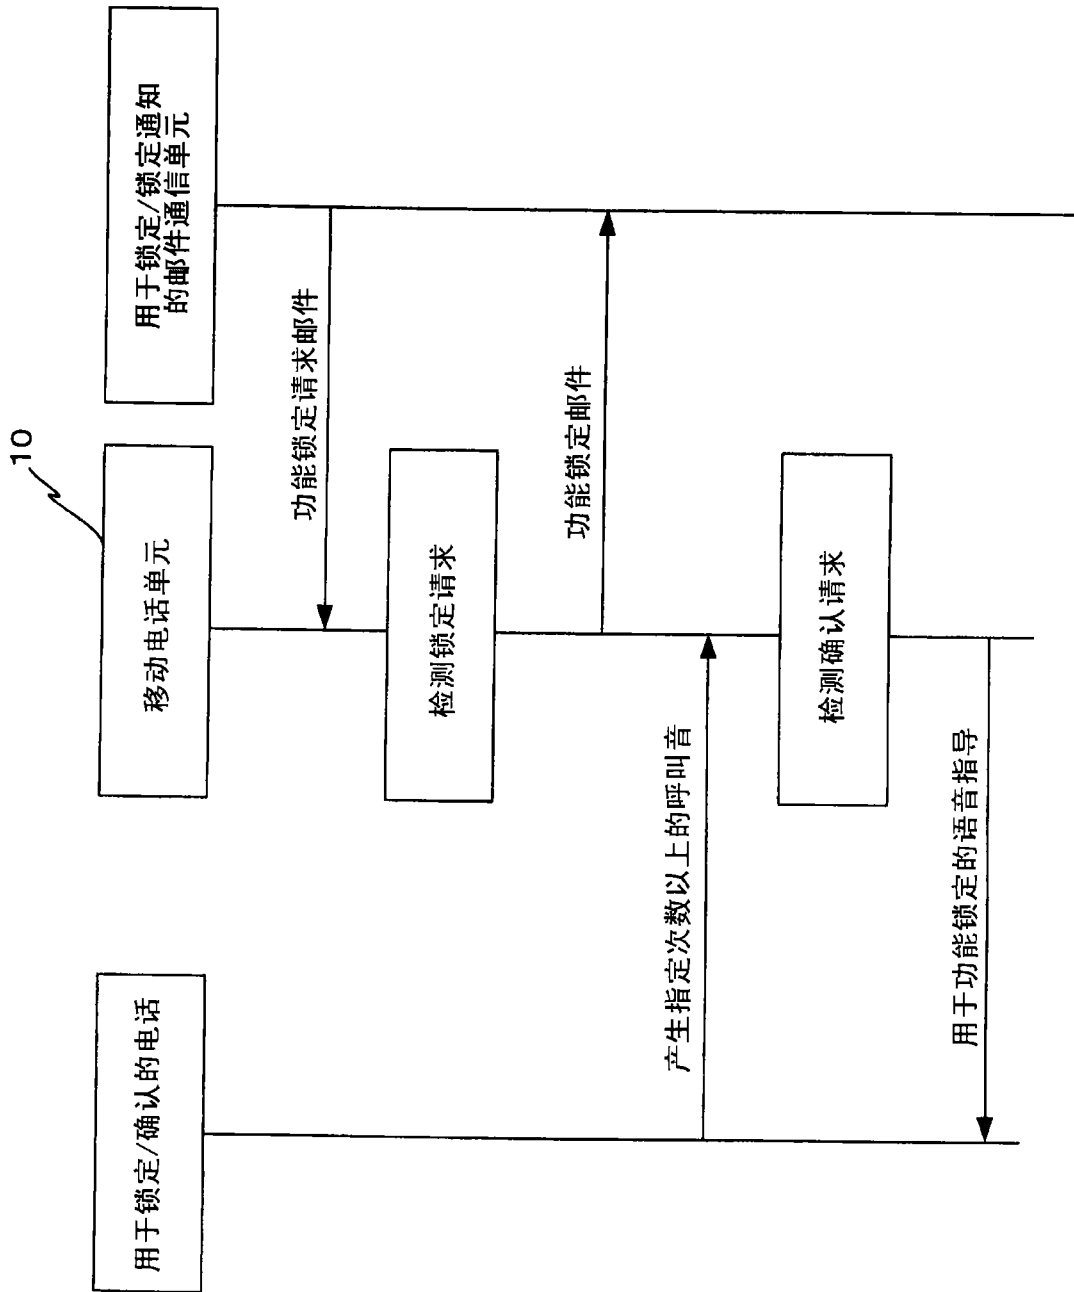 用于锁定/确认的电话
移动电话单元
10
用于锁定/锁定通知
的邮件通信单元
功能锁定请求邮件
检测锁定请求
功能锁定邮件
产生指定次数以上的呼叫音
检测确认请求
用于功能锁定的语音指导